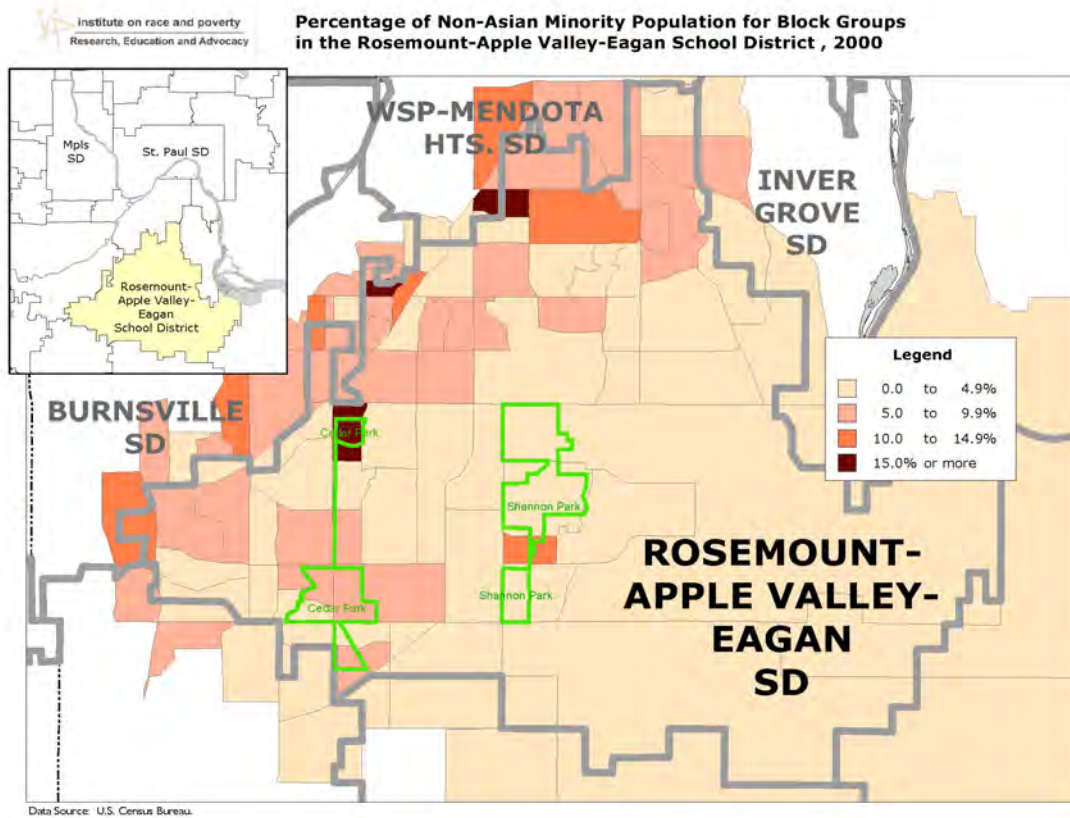 institute on race and poverty
Research, Education and Advocacy
Percentage of Non-Asian Minority Population for Block Groups
in the Rosemount-Apple Valley-Eagan School District , 2000
Mpls
SD
St. Paul SD
Rosemount-
Apple Valley-
Eagan
School District
WSP-MENDOTA
HTS. SD
INVER
GROVE
SD
BURNSVILLE
SD
Legend
0.0 to 4.9%
5.0 to 9.9%
10.0 to 14.9%
15.0% or more
Cedar Park
Shannon Park
Shannon Park
Cedar Park
ROSEMOUNT-
APPLE VALLEY-
EAGAN
SD
Data Source: U.S. Census Bureau.